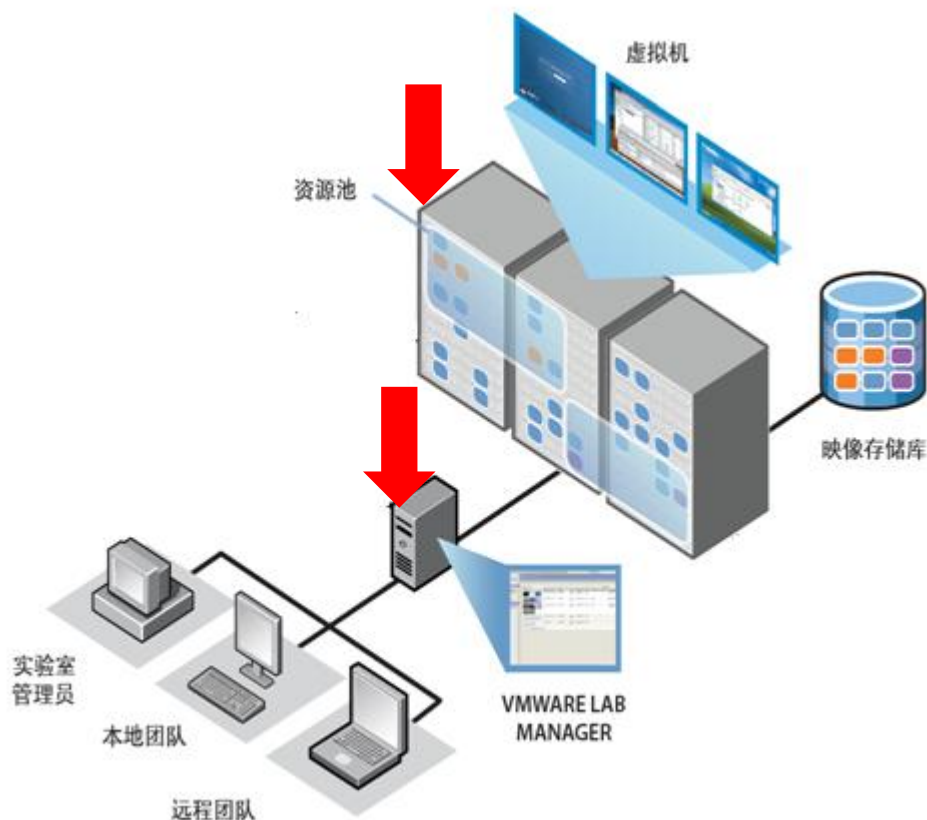 虚拟机
资源池
映像存储库
实验室
管理员
VMWARE LAB
MANAGER
本地团队
远程团队